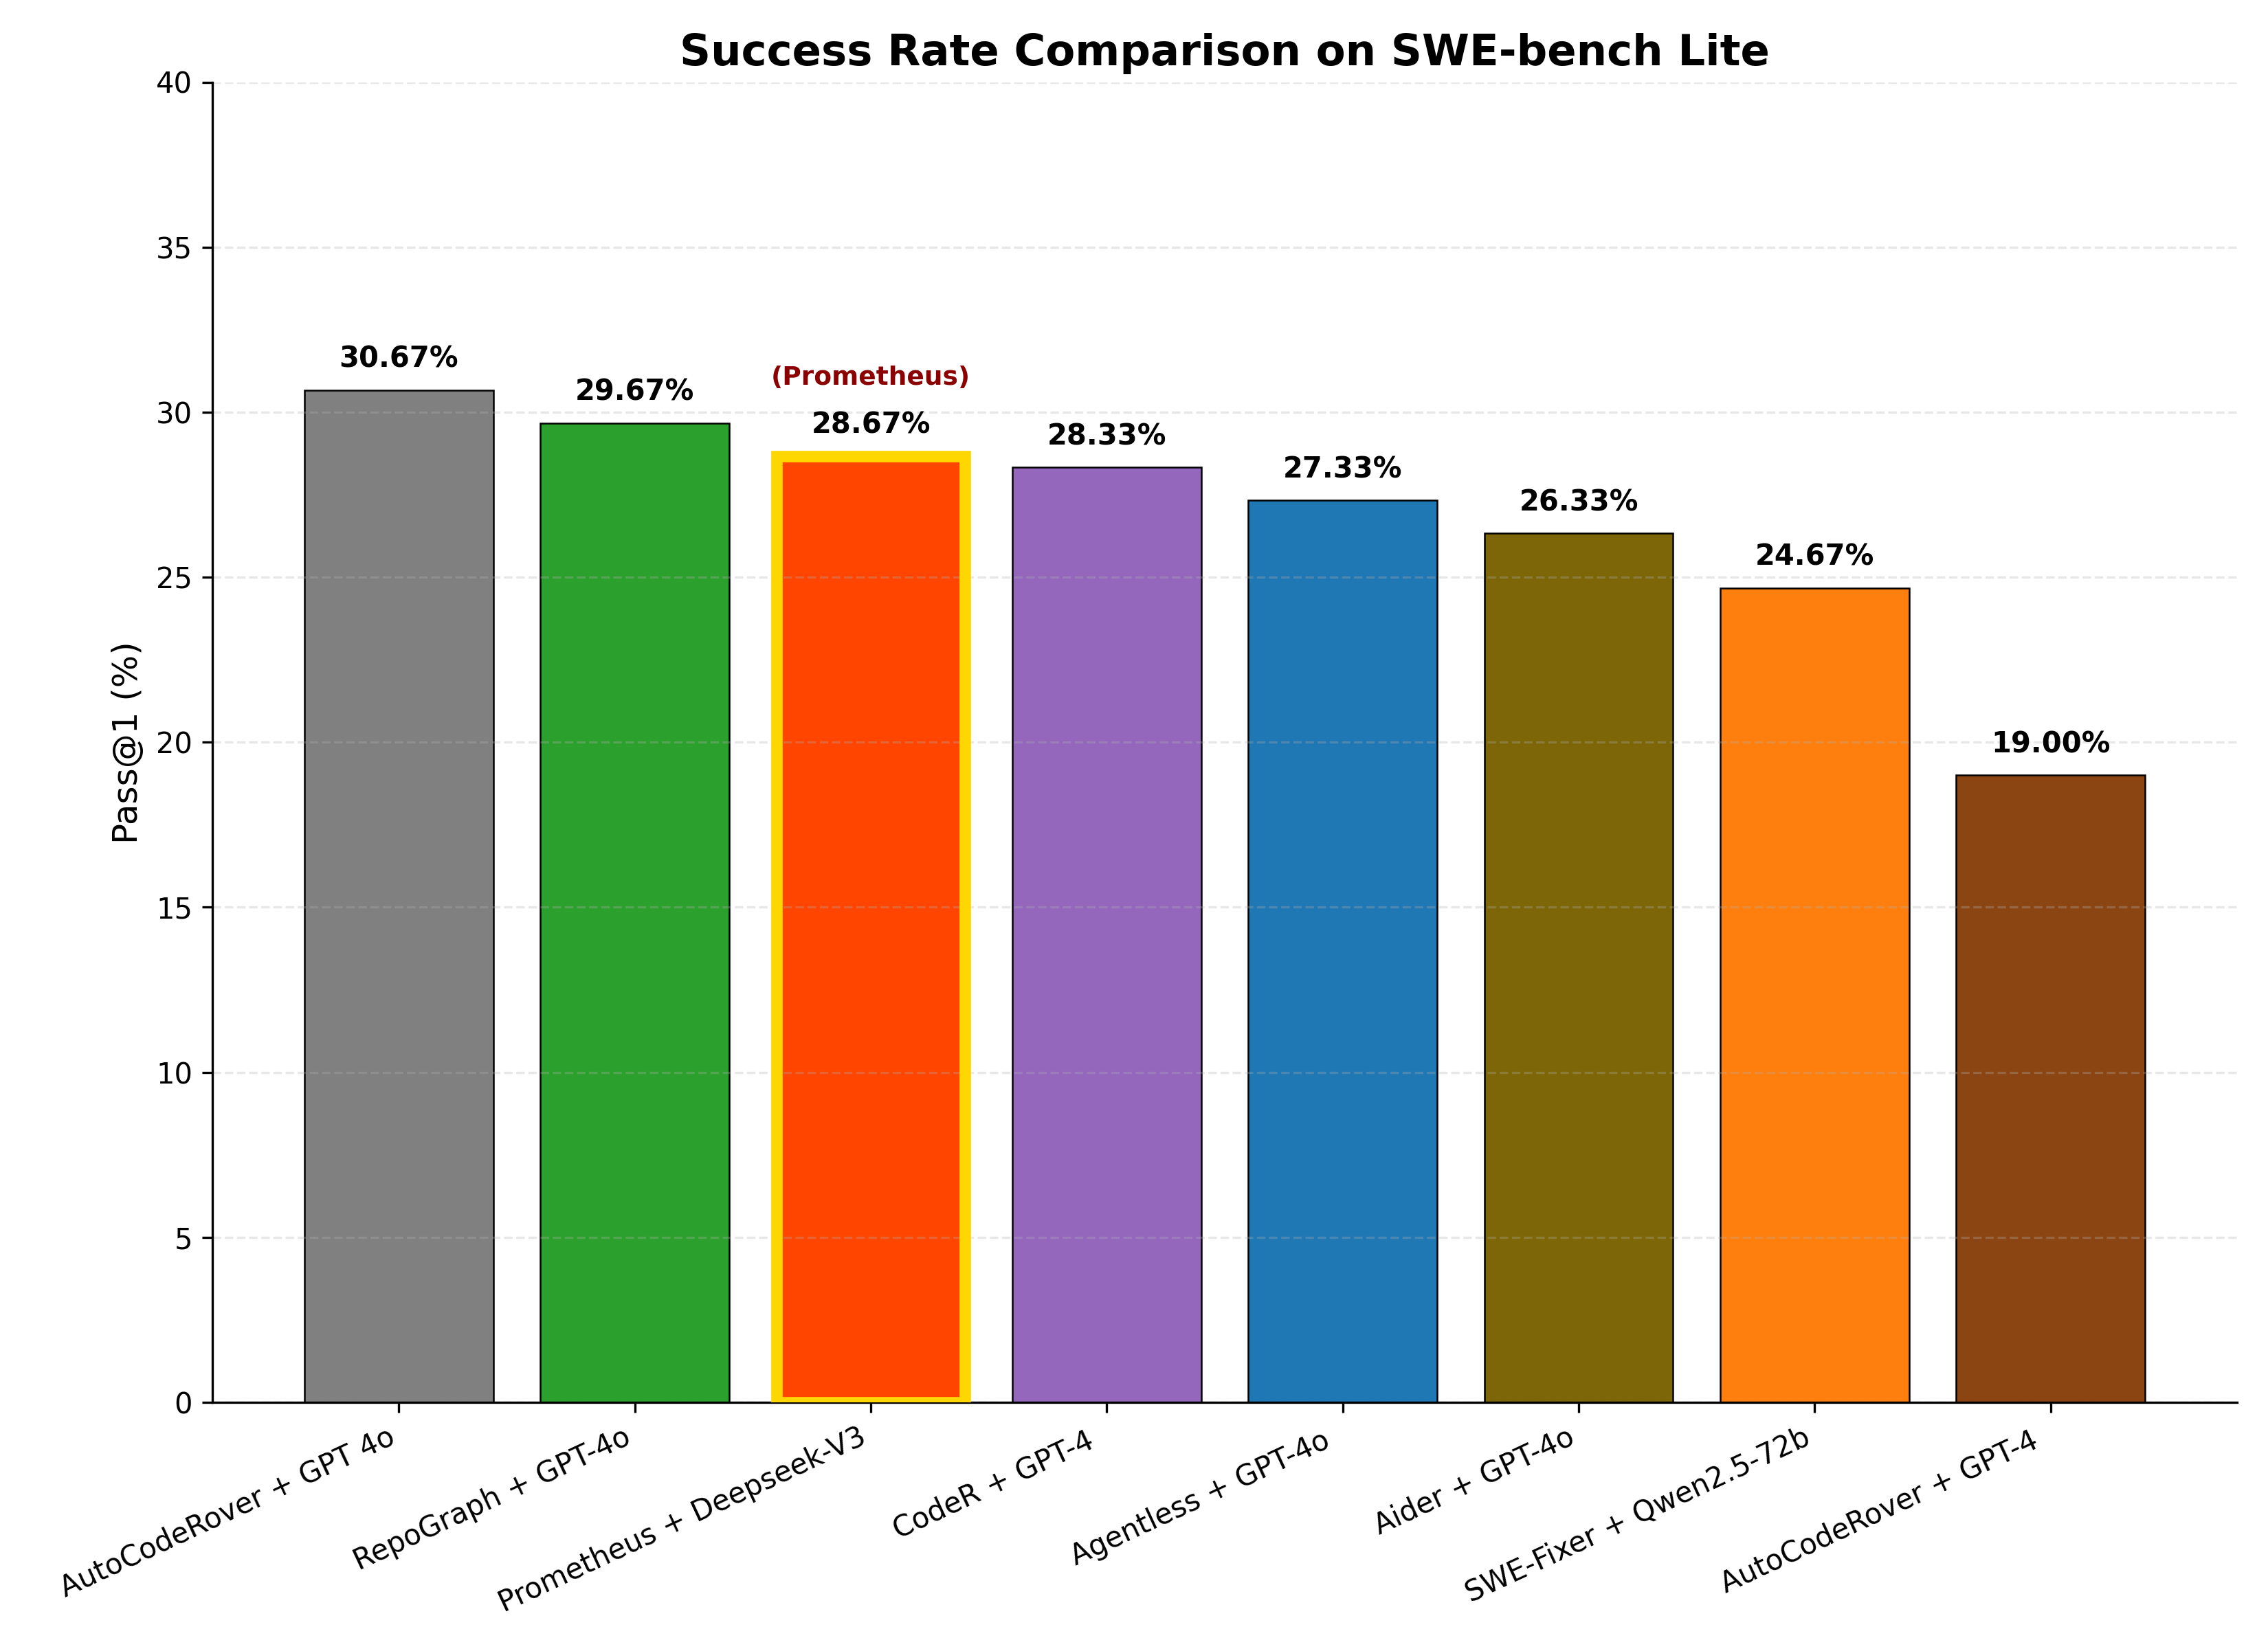 Success Rate Comparison on SWE-bench Lite
Pass@1 (%)
40
35
30
25
20
15
10
5
0
30.67%
29.67%
(Prometheus)
28.67%
28.33%
27.33%
26.33%
24.67%
19.00%
AutoCodeRover + GPT 4o
RepoGraph + GPT-4o
Prometheus + Deepseek-V3
CodeR + GPT-4
Agentless + GPT-4o
Aider + GPT-4o
SWE-Fixer + Qwen2.5-72b
AutoCodeRover + GPT-4